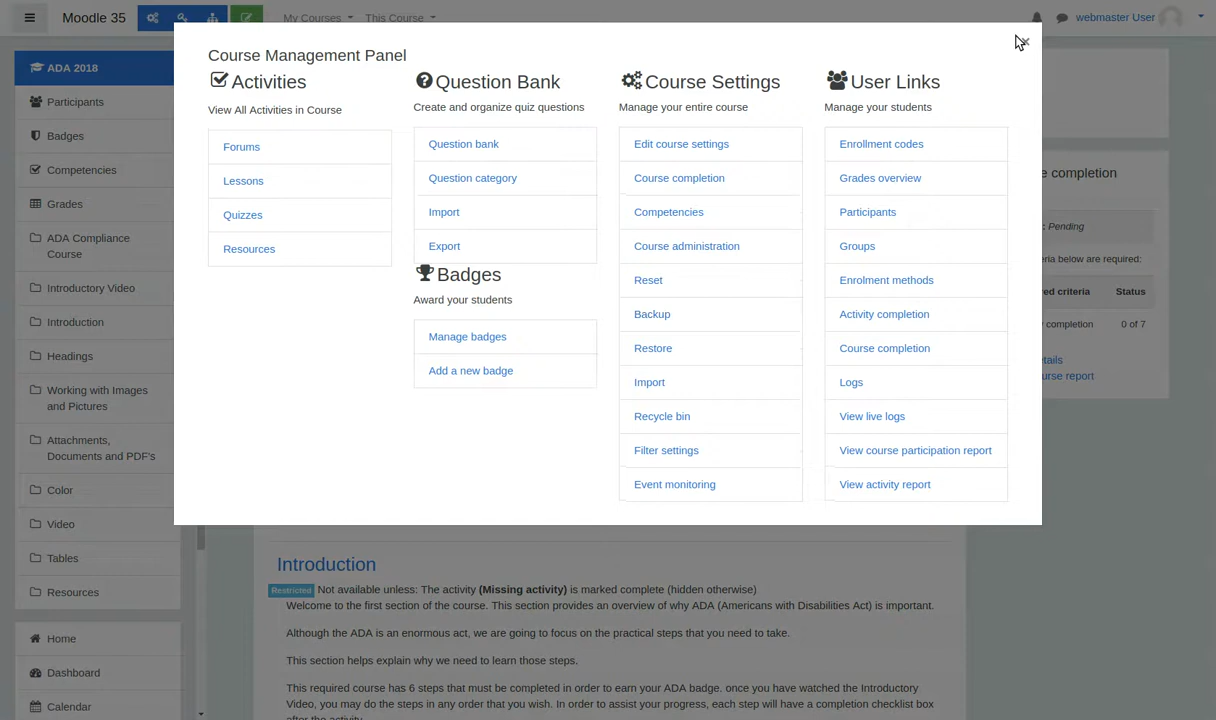 Moodle 35
My Courses
This Course
webmaster User
ADA 2018
Participants
Badges
Competencies
Grades
ADA Compliance
Course
Introductory Video
Introduction
Headings
Working with Images
and Pictures
Attachments,
Documents and PDF's
Color
Video
Tables
Resources
Home
Dashboard
Calendar
Course Management Panel
×
Activities
View All Activities in Course
Forums
Lessons
Quizzes
Resources
Question Bank
Create and organize quiz questions
Question bank
Question category
Import
Export
Badges
Award your students
Manage badges
Add a new badge
Course Settings
Manage your entire course
Edit course settings
Course completion
Competencies
Course administration
Reset
Backup
Restore
Import
Recycle bin
Filter settings
Event monitoring
User Links
Manage your students
Enrollment codes
Grades overview
Participants
Groups
Enrolment methods
Activity completion
Course completion
Logs
View live logs
View course participation report
View activity report
e completion
: Pending
eria below are required:
ed criteria Status
completion 0 of 7
etails
urse report
Introduction
Restricted Not available unless: The activity (Missing activity) is marked complete (hidden otherwise)
Welcome to the first section of the course. This section provides an overview of why ADA (Americans with Disabilities Act) is important.
Although the ADA is an enormous act, we are going to focus on the practical steps that you need to take.
This section helps explain why we need to learn those steps.
This required course has 6 steps that must be completed in order to earn your ADA badge. once you have watched the Introductory
Video, you may do the steps in any order that you wish. In order to assist your progress, each step will have a completion checklist box
after the activity.